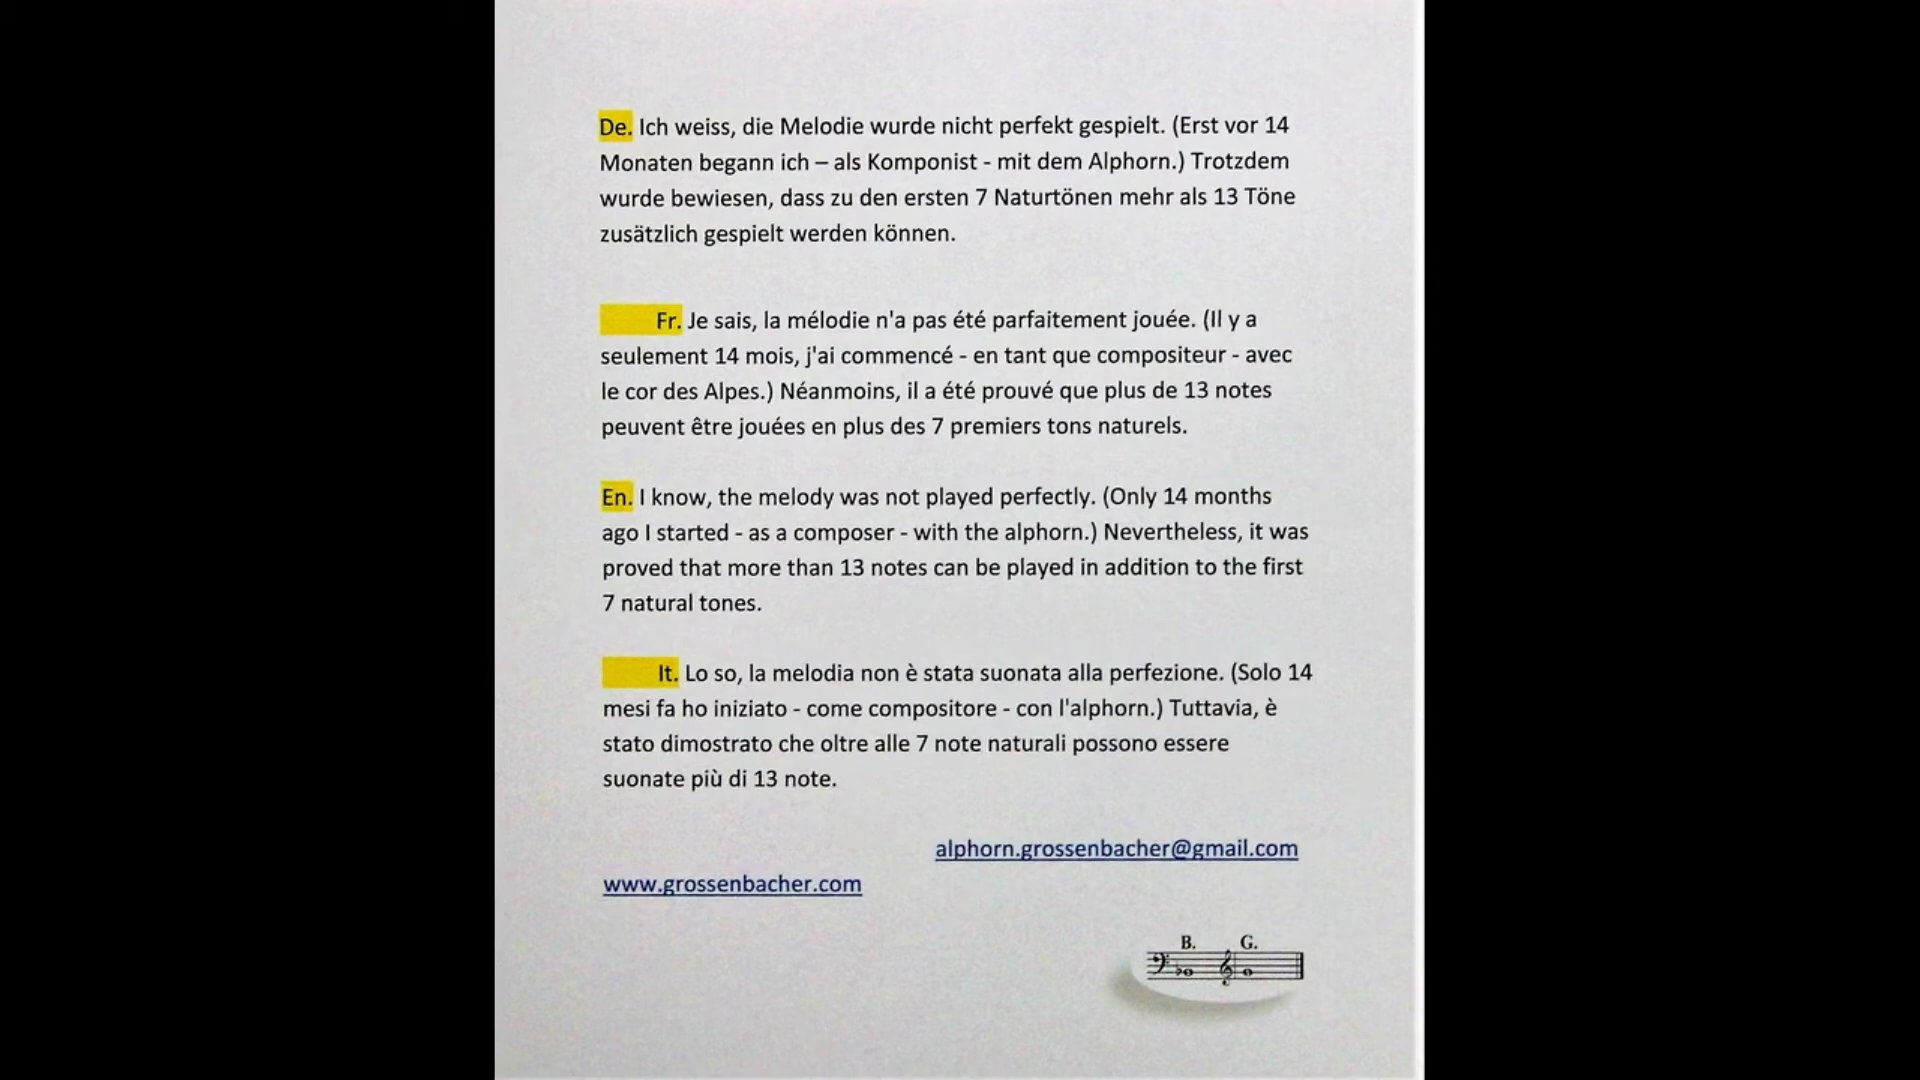 De. Ich weiss, die Melodie wurde nicht perfekt gespielt. (Erst vor 14
Monaten begann ich – als Komponist - mit dem Alphorn.) Trotzdem
wurde bewiesen, dass zu den ersten 7 Naturtönen mehr als 13 Töne
zusätzlich gespielt werden können.
Fr. Je sais, la mélodie n'a pas été parfaitement jouée. (Il y a
seulement 14 mois, j'ai commencé - en tant que compositeur - avec
le cor des Alpes.) Néanmoins, il a été prouvé que plus de 13 notes
peuvent être jouées en plus des 7 premiers tons naturels.
En. I know, the melody was not played perfectly. (Only 14 months
ago I started - as a composer - with the alphorn.) Nevertheless, it was
proved that more than 13 notes can be played in addition to the first
7 natural tones.
It. Lo so, la melodia non è stata suonata alla perfezione. (Solo 14
mesi fa ho iniziato - come compositore - con l'alphorn.) Tuttavia, è
stato dimostrato che oltre alle 7 note naturali possono essere
suonate più di 13 note.
alphorn.grossenbacher@gmail.com
www.grossenbacher.com
B. G.